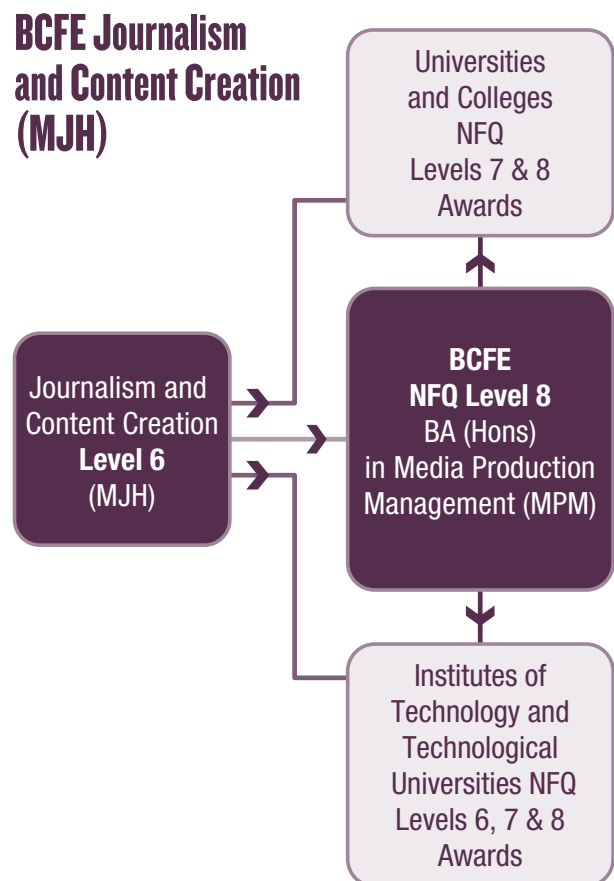 BCFE Journalism
and Content Creation
(MJH)
Universities
and Colleges
NFQ
Levels 7 & 8
Awards
Journalism and
Content Creation
Level 6
(MJH)
BCFE
NFQ Level 8
BA (Hons)
in Media Production
Management (MPM)
Institutes of
Technology and
Technological
Universities NFQ
Levels 6, 7 & 8
Awards